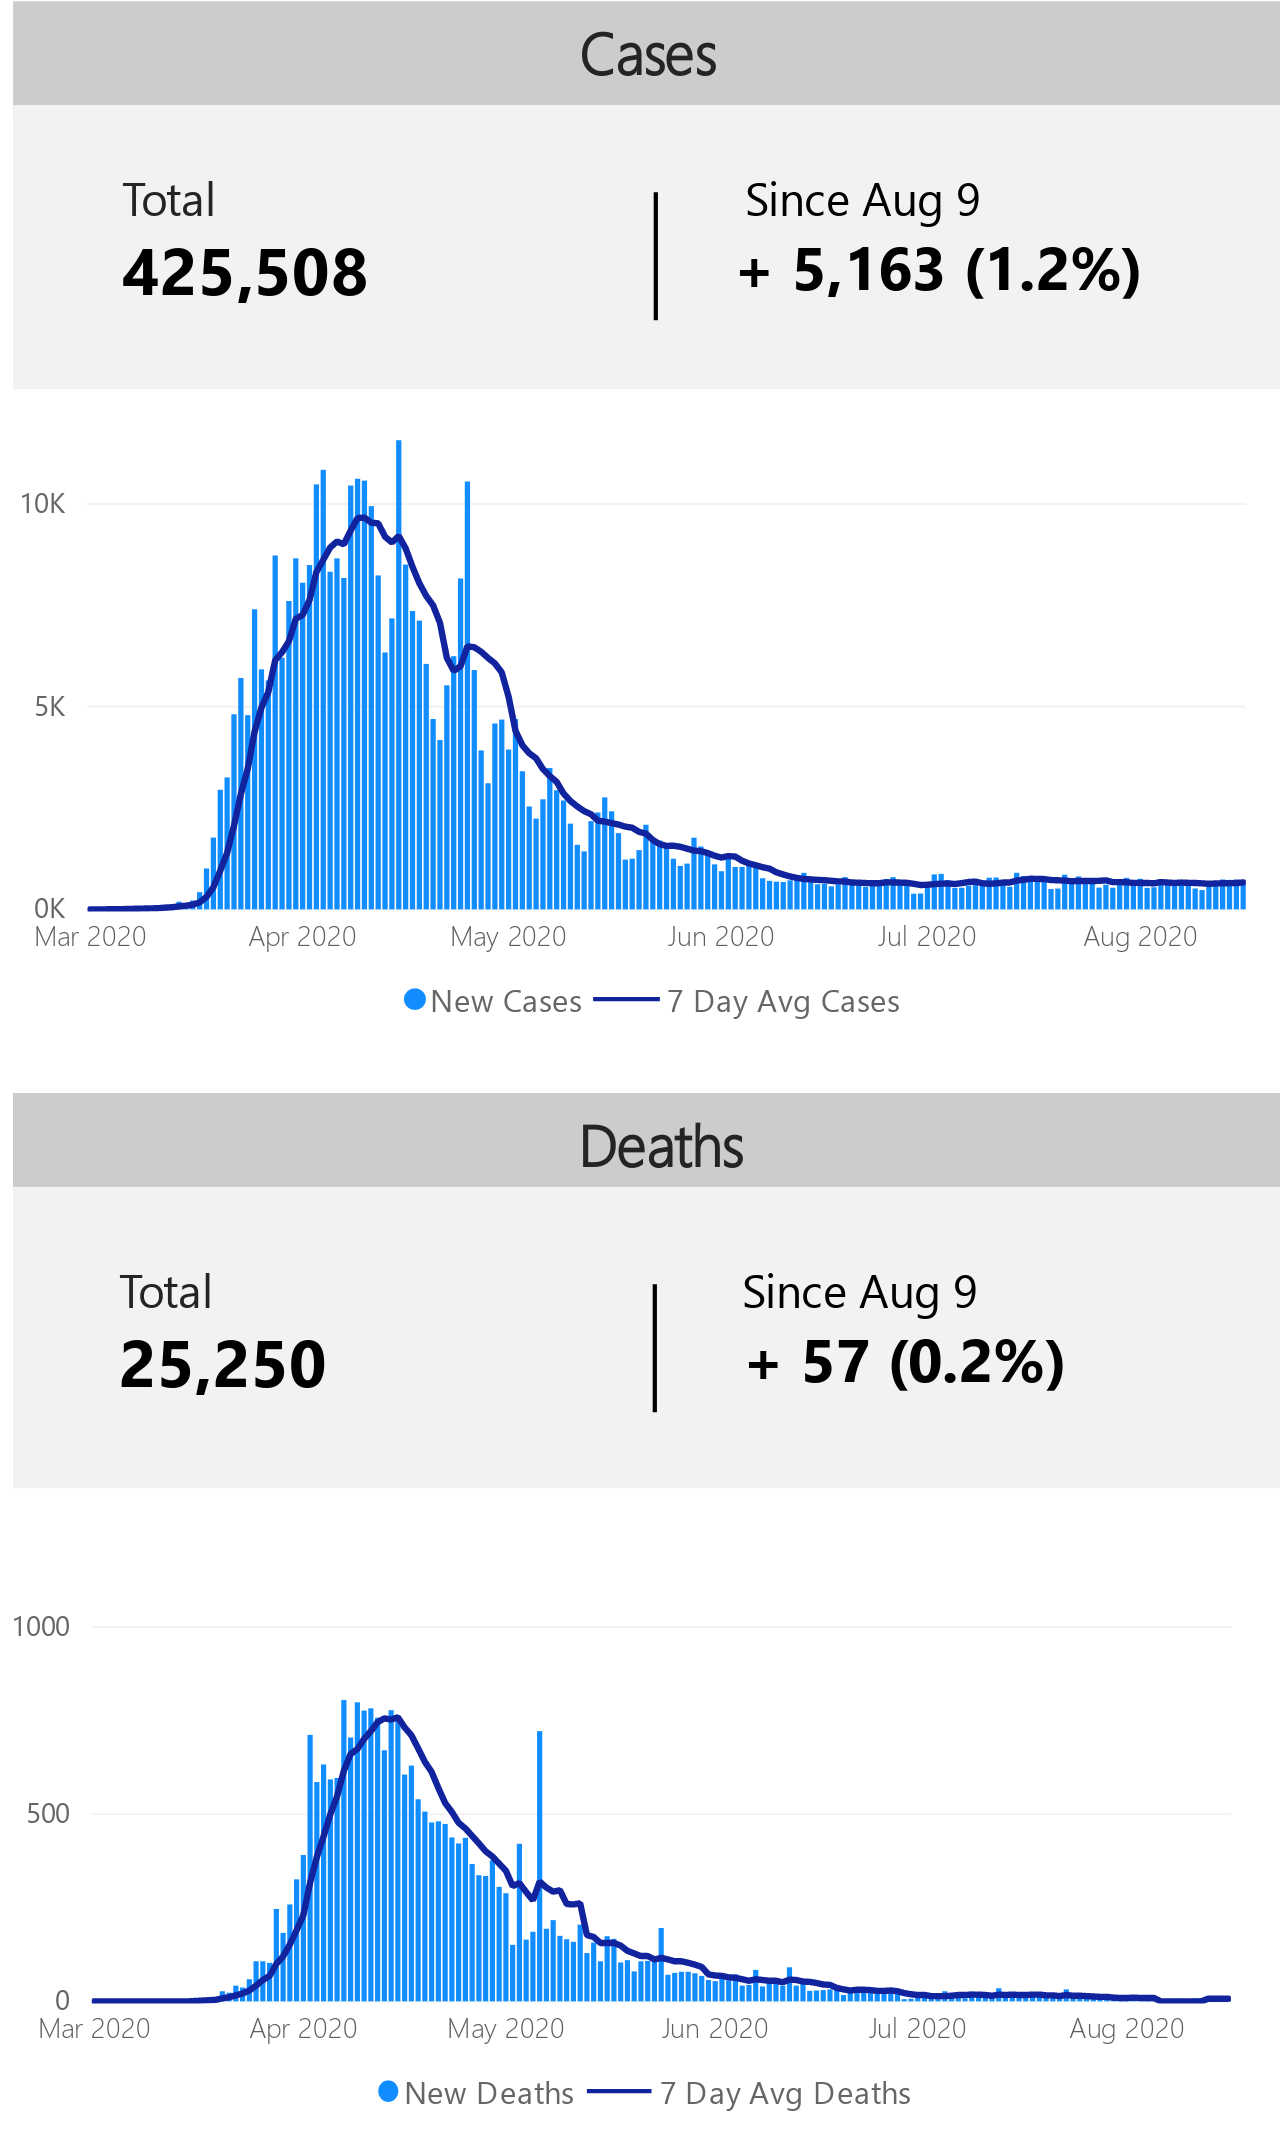 Cases
Total
Since Aug 9
425,508
+ 5,163 (1.2%)
10K
5K
0K
Mar 2020 Apr 2020 May 2020 Jun 2020 Jul 2020 Aug 2020
New Cases 7 Day Avg Cases
Deaths
Total
Since Aug 9
25,250
+ 57 (0.2%)
1000
500
0
Mar 2020 Apr 2020 May 2020 Jun 2020 Jul 2020 Aug 2020
New Deaths 7 Day Avg Deaths